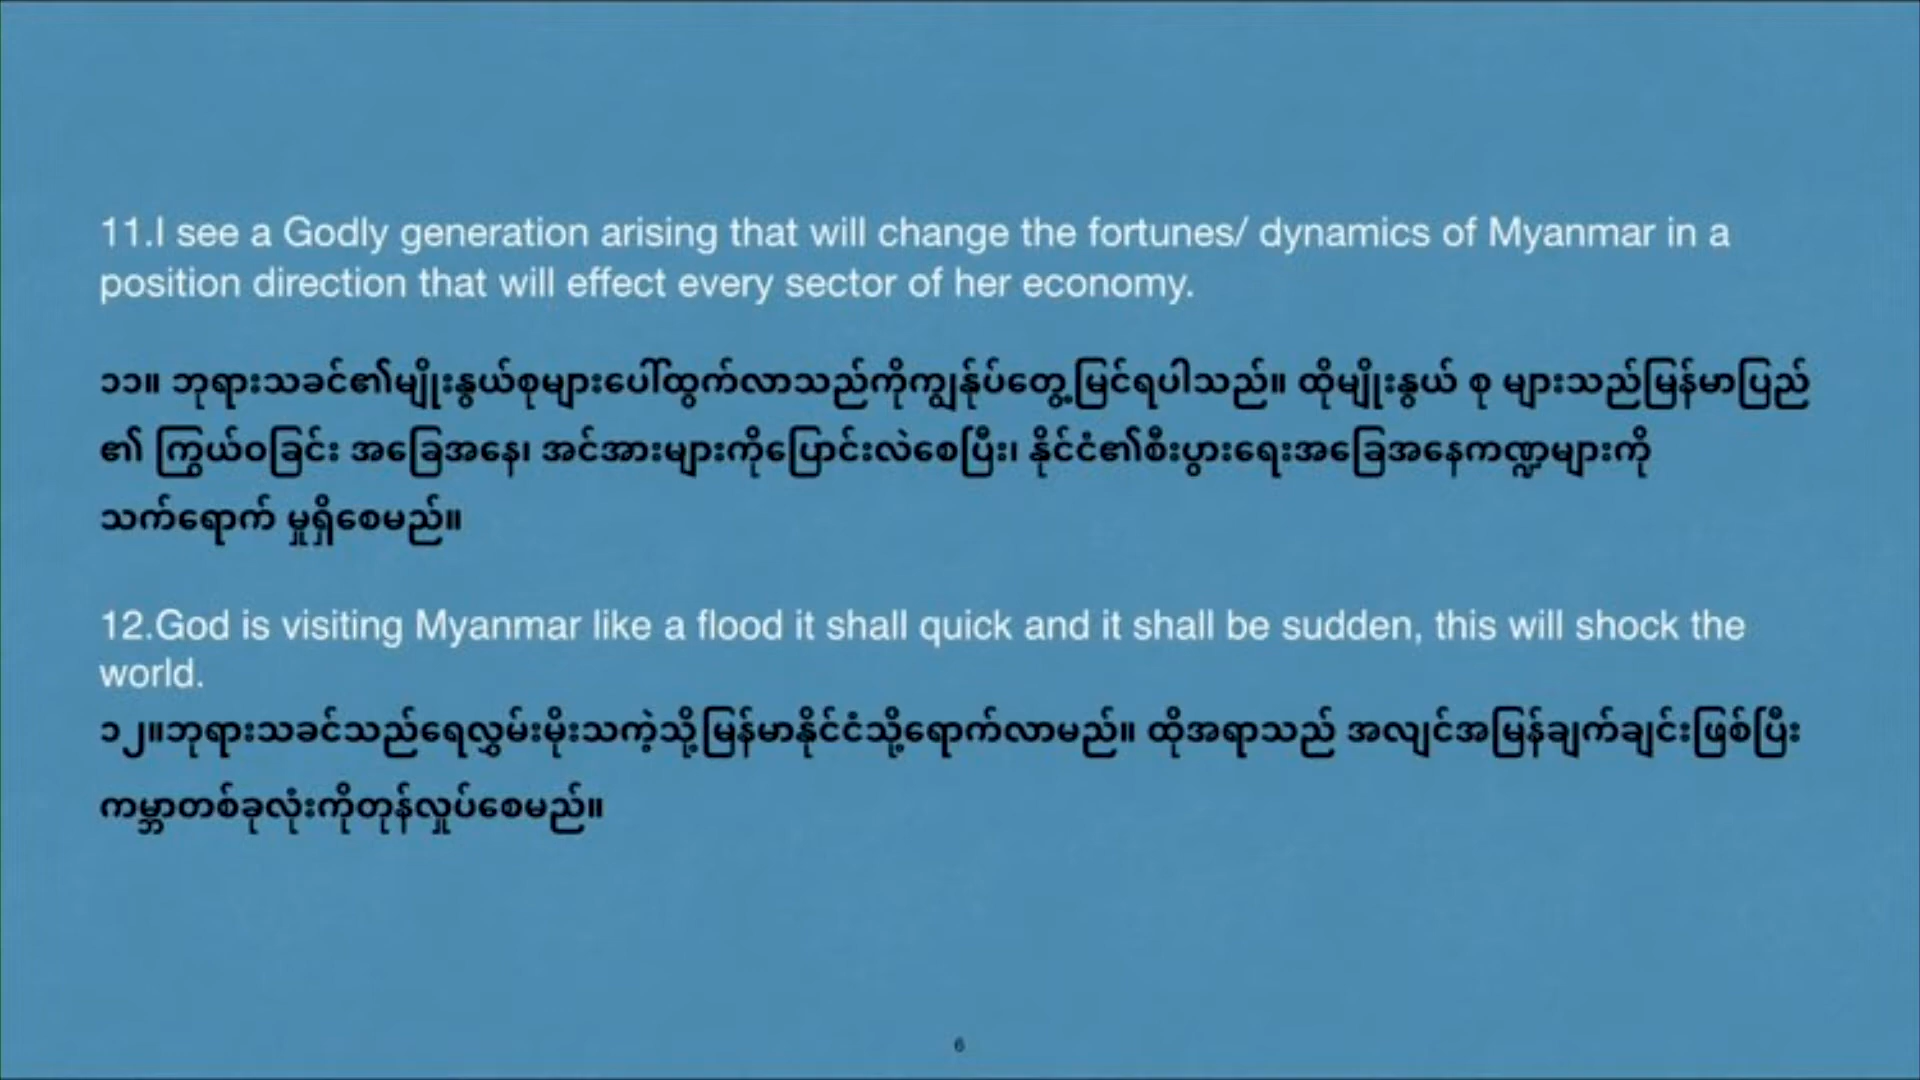 11.I see a Godly generation arising that will change the fortunes/ dynamics of Myanmar in a
position direction that will effect every sector of her economy.
၁၁။ ဘုရားသခင်၏မျိုးနွယ်စုများပေါ်ထွက်လာသည်ကိုကျွန်ုပ်တွေ့မြင်ရပါသည်။ ထိုမျိုးနွယ် စု များသည်မြန်မာပြည်
၏ ကြွယ်ဝခြင်း အခြေအနေ၊ အင်အားများကိုပြောင်းလဲစေပြီး၊ နိုင်ငံ၏စီးပွားရေးအခြေအနေကဏ္ဍများကို
သက်ရောက် မှုရှိစေမည်။
12.God is visiting Myanmar like a flood it shall quick and it shall be sudden, this will shock the
world.
၁၂။ဘုရားသခင်သည်ရေလွှမ်းမိုးသကဲ့သို့မြန်မာနိုင်ငံသို့ရောက်လာမည်။ ထိုအရာသည် အလျင်အမြန်ချက်ချင်းဖြစ်ပြီး
ကမ္ဘာတစ်ခုလုံးကိုတုန်လှုပ်စေမည်။
6